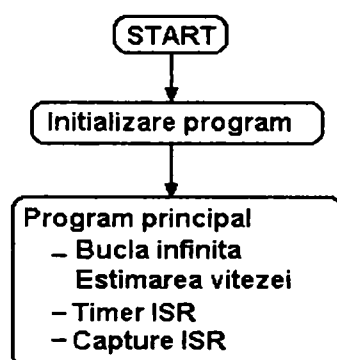 START
Initializare program
Program principal
– Bucla infinita
Estimarea vitezei
– Timer ISR
– Capture ISR